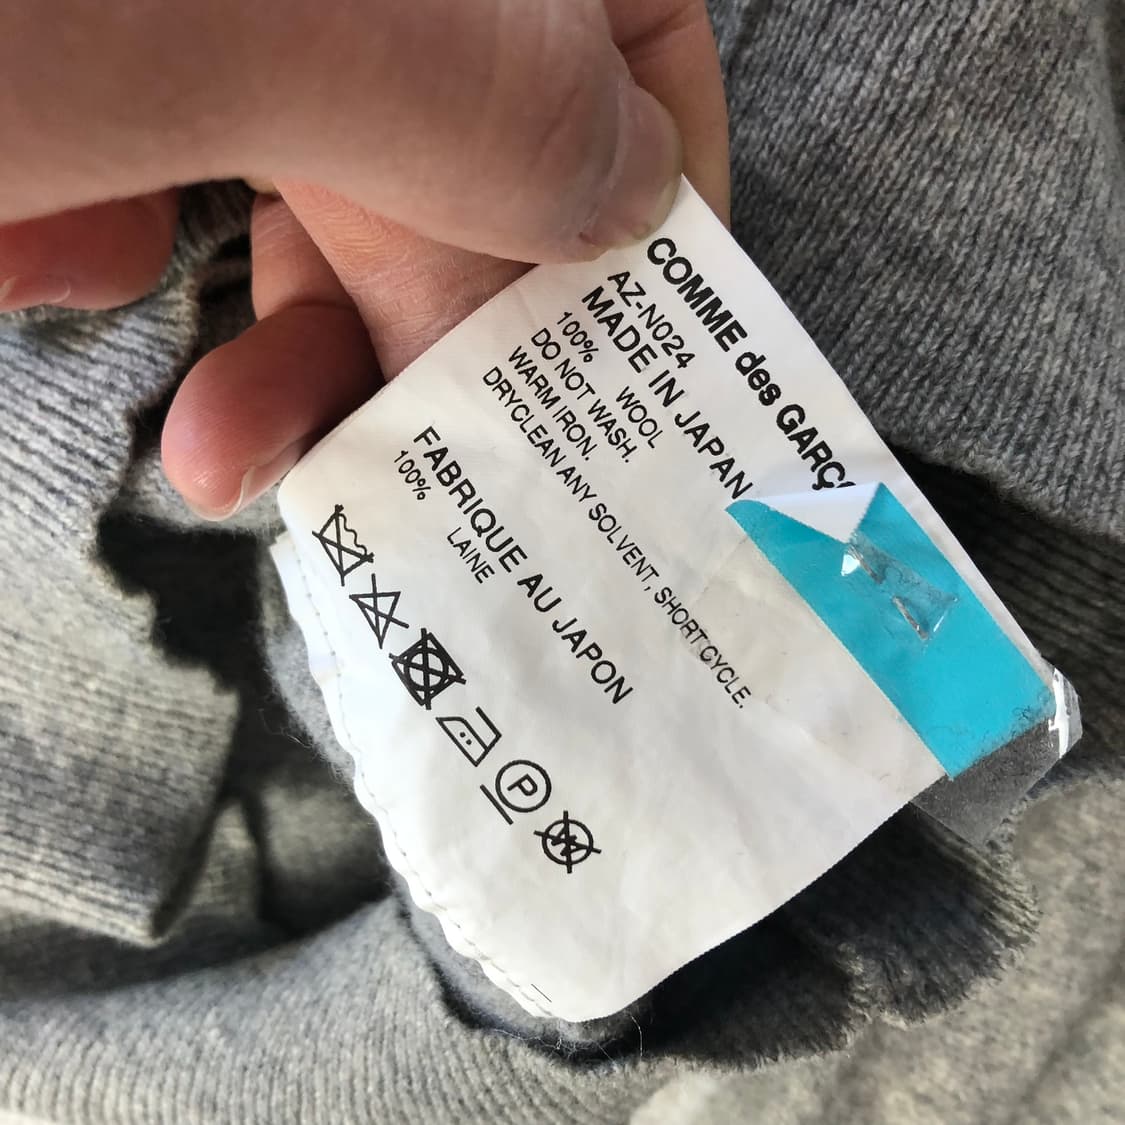 COMME des GARÇ
AZ-N024
MADE IN JAPAN
100% WOOL
DO NOT WASH.
WARM IRON.
DRYCLEAN ANY SOLVENT, SHORT CYCLE.
FABRIQUE AU JAPON
100% LAINE
P
W